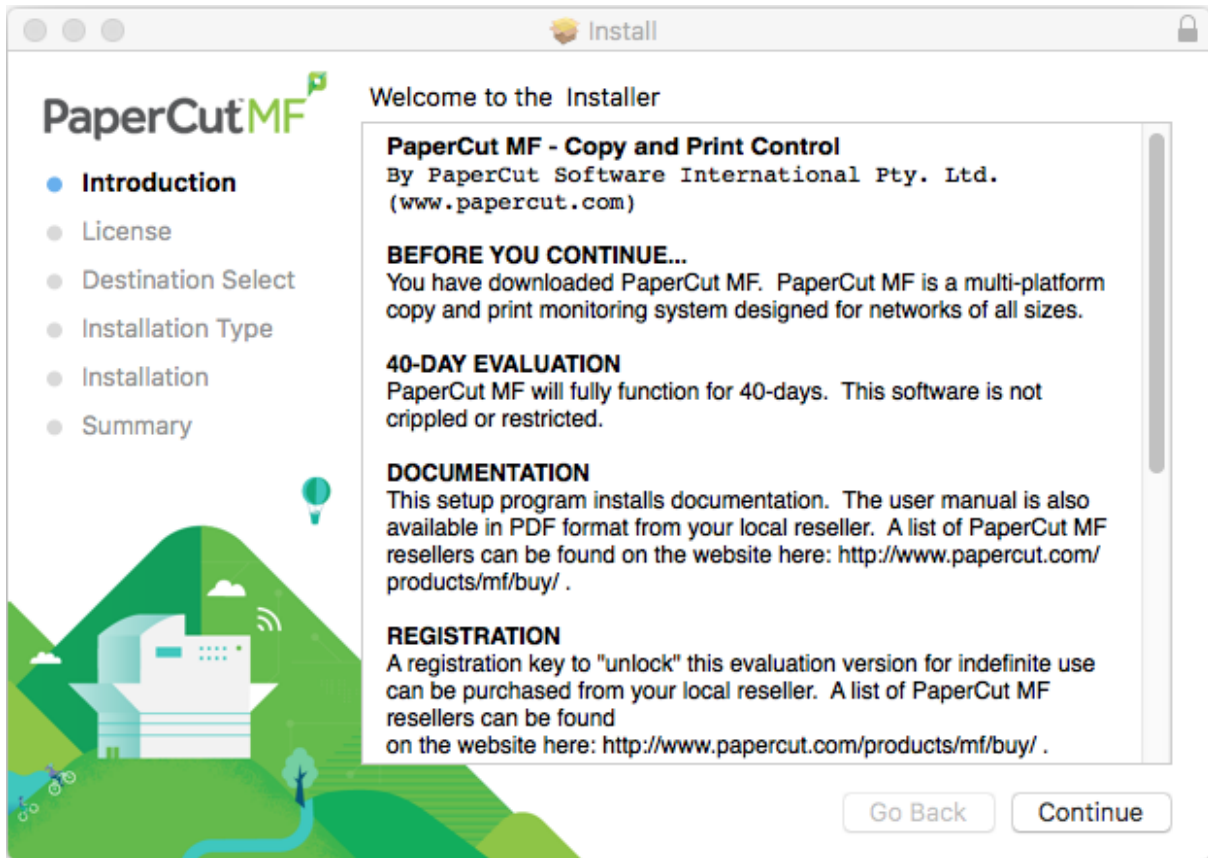 Install
PaperCut MF
Introduction
License
Destination Select
Installation Type
Installation
Summary
Welcome to the  Installer
PaperCut MF - Copy and Print Control
By PaperCut Software International Pty. Ltd.
(www.papercut.com)
BEFORE YOU CONTINUE...
You have downloaded PaperCut MF.  PaperCut MF is a multi-platform
copy and print monitoring system designed for networks of all sizes.
40-DAY EVALUATION
PaperCut MF will fully function for 40-days.  This software is not
crippled or restricted.
DOCUMENTATION
This setup program installs documentation.  The user manual is also
available in PDF format from your local reseller.  A list of PaperCut MF
resellers can be found on the website here: http://www.papercut.com/
products/mf/buy/ .
REGISTRATION
A registration key to "unlock" this evaluation version for indefinite use
can be purchased from your local reseller.  A list of PaperCut MF
resellers can be found
on the website here: http://www.papercut.com/products/mf/buy/ .
Go Back
Continue